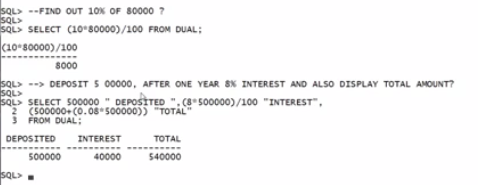 SQL> --FIND OUT 10% OF 80000 ?
SQL>
SQL> SELECT (10*80000)/100 FROM DUAL;
(10*80000)/100
--------------
8000
SQL> --> DEPOSIT 5 00000, AFTER ONE YEAR 8% INTEREST AND ALSO DISPLAY TOTAL AMOUNT?
SQL>
SQL> SELECT 500000 " DEPOSITED ",(8*500000)/100 "INTEREST",
2 (500000+(0.08*500000)) "TOTAL"
3 FROM DUAL;
DEPOSITED INTEREST TOTAL
----------- ---------- ----------
500000 40000 540000
SQL>